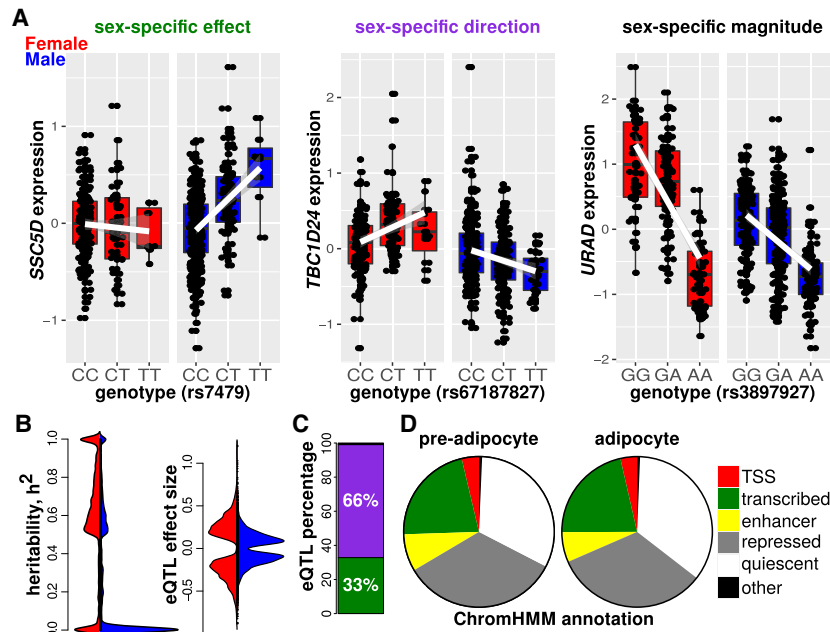 A
sex-specific effect
sex-specific direction
sex-specific magnitude
Female
Male
SSC5D expression
1
0
−1
CC CT TT
CC CT TT
genotype (rs7479)
TBC1D24 expression
2
1
0
−1
CC CT TT
CC CT TT
genotype (rs67187827)
URAD expression
2
1
0
−1
−2
GG GA AA
GG GA AA
genotype (rs3897927)
B
heritability, h2
1.0
0.8
0.6
0.4
0.2
0.0
eQTL effect size
1.0
0.5
0.0
−0.5
C
eQTL percentage
100
80
60
40
20
0
66%
33%
D
pre-adipocyte
adipocyte
TSS
transcribed
enhancer
repressed
quiescent
other
ChromHMM annotation